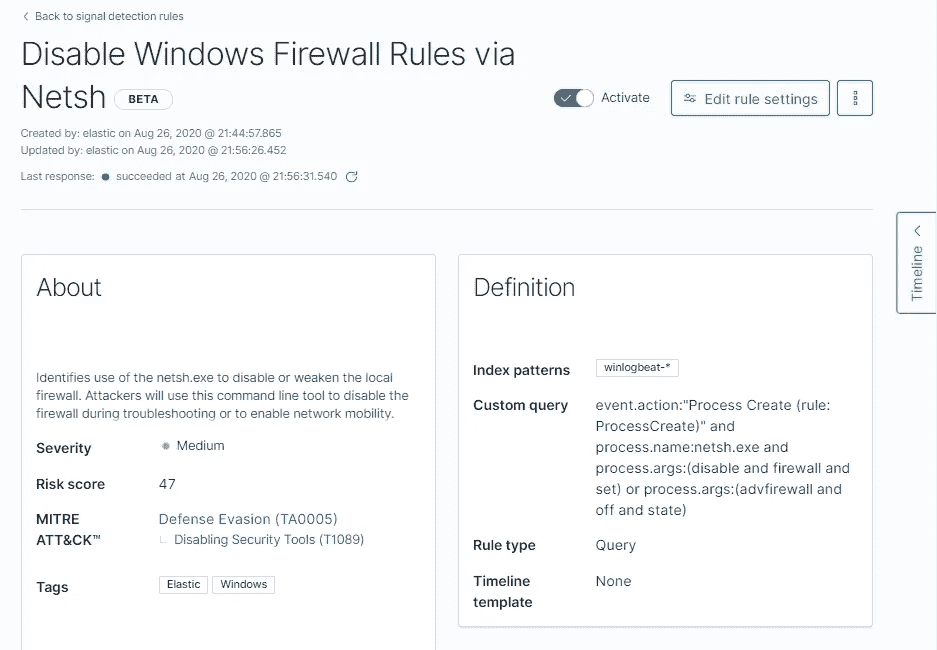 Back to signal detection rules
Disable Windows Firewall Rules via
Netsh BETA
Activate
Edit rule settings
Created by: elastic on Aug 26, 2020 @ 21:44:57.865
Updated by: elastic on Aug 26, 2020 @ 21:56:26.452
Last response: succeeded at Aug 26, 2020 @ 21:56:31.540
Timeline
About
Identifies use of the netsh.exe to disable or weaken the local
firewall. Attackers will use this command line tool to disable the
firewall during troubleshooting or to enable network mobility.
Severity Medium
Risk score 47
MITRE Defense Evasion (TA0005)
ATT&CK™ Disabling Security Tools (T1089)
Tags Elastic Windows
Definition
Index patterns winlogbeat-*
Custom query event.action:"Process Create (rule:
ProcessCreate)" and
process.name:netsh.exe and
process.args:(disable and firewall and
set) or process.args:(advfirewall and
off and state)
Rule type Query
Timeline None
template